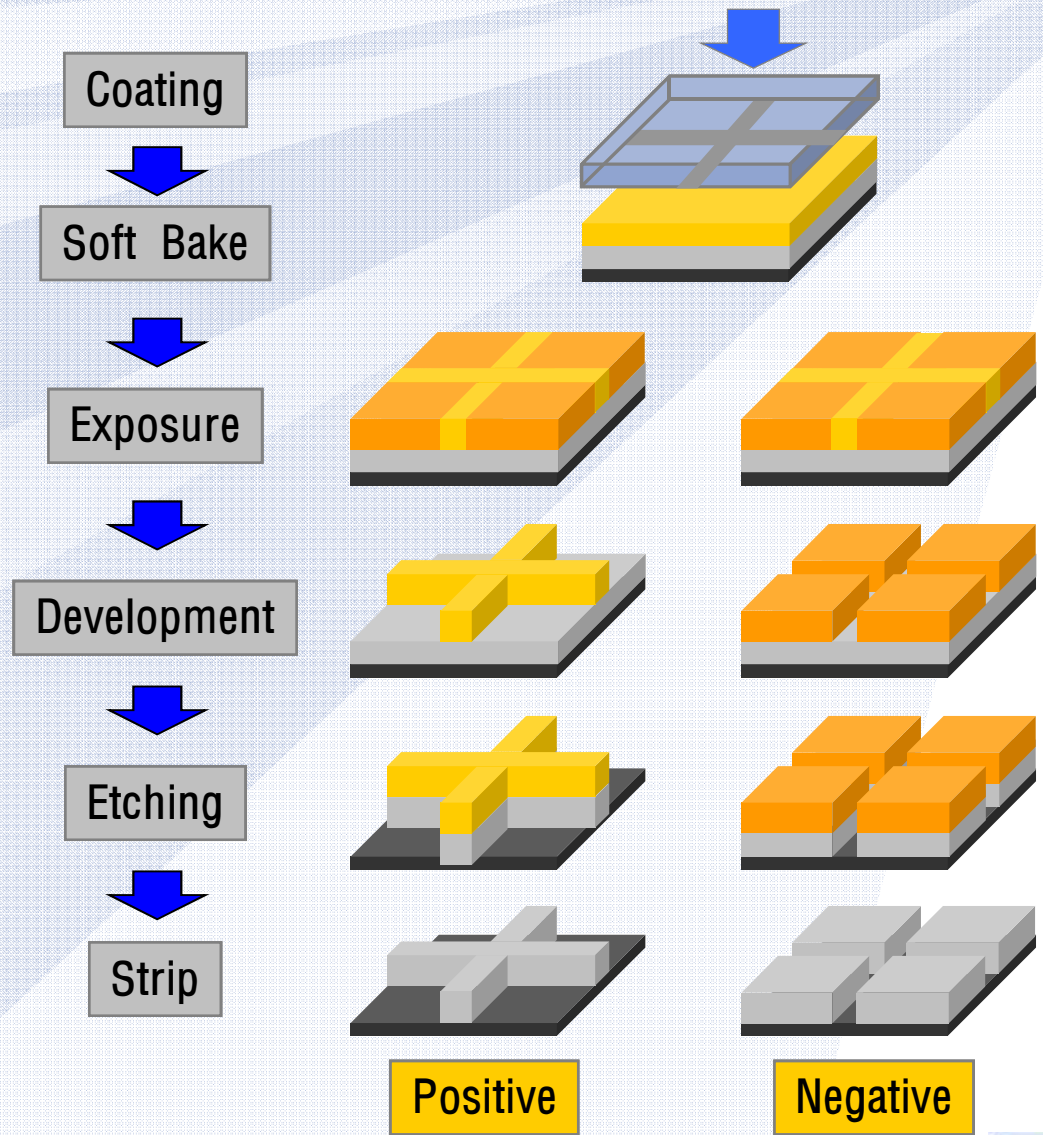 Coating
Soft Bake
Exposure
Development
Etching
Strip
Positive
Negative